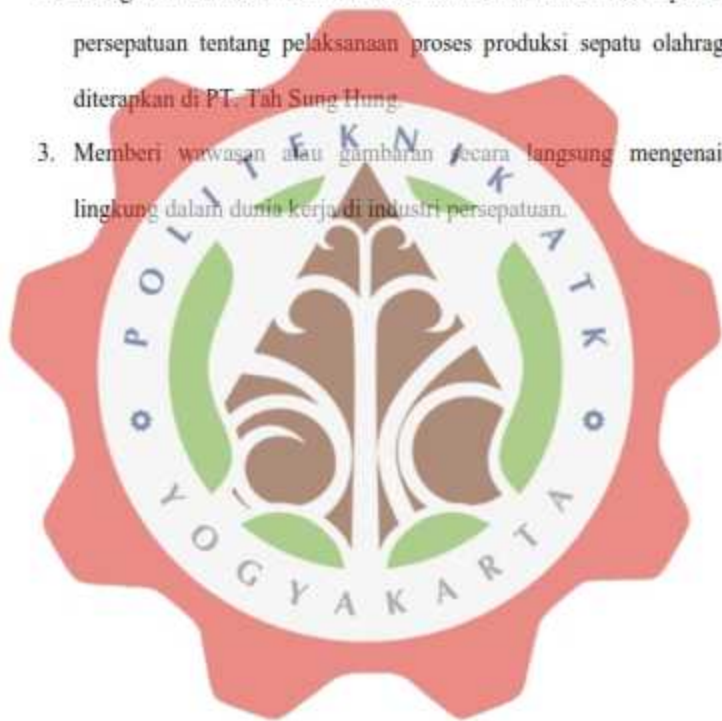 persepatuan tentang pelaksanaan proses produksi sepatu olahrag
diterapkan di PT. Tah Sung Hung.
3. Memberi wawasan atau gambaran secara langsung mengenai
lingkung dalam dunia kerja di industri persepatuan.
POLITEKNIK ATK
YOGYAKARTA